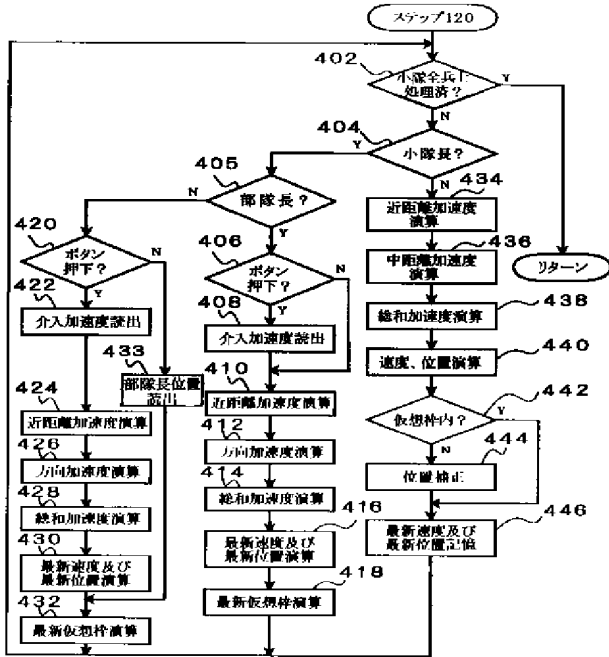 ステップ120
402
小隊全兵士
処理済?
Y
N
404
小隊長?
Y
N
405
部隊長?
N
Y
434
近距離加速度
演算
436
中距離加速度
演算
リターン
438
総和加速度演算
440
速度、位置演算
442
仮想枠内?
Y
N
444
位置補正
446
最新速度及び
最新位置記憶
406
ボタン
押下?
N
Y
408
介入加速度読出
410
近距離加速度演算
412
方向加速度演算
414
総和加速度演算
416
最新速度及び
最新位置演算
418
最新仮想枠演算
420
ボタン
押下?
N
Y
422
介入加速度読出
433
部隊長位置
読出
424
近距離加速度演算
426
方向加速度演算
428
総和加速度演算
430
最新速度及び
最新位置演算
432
最新仮想枠演算